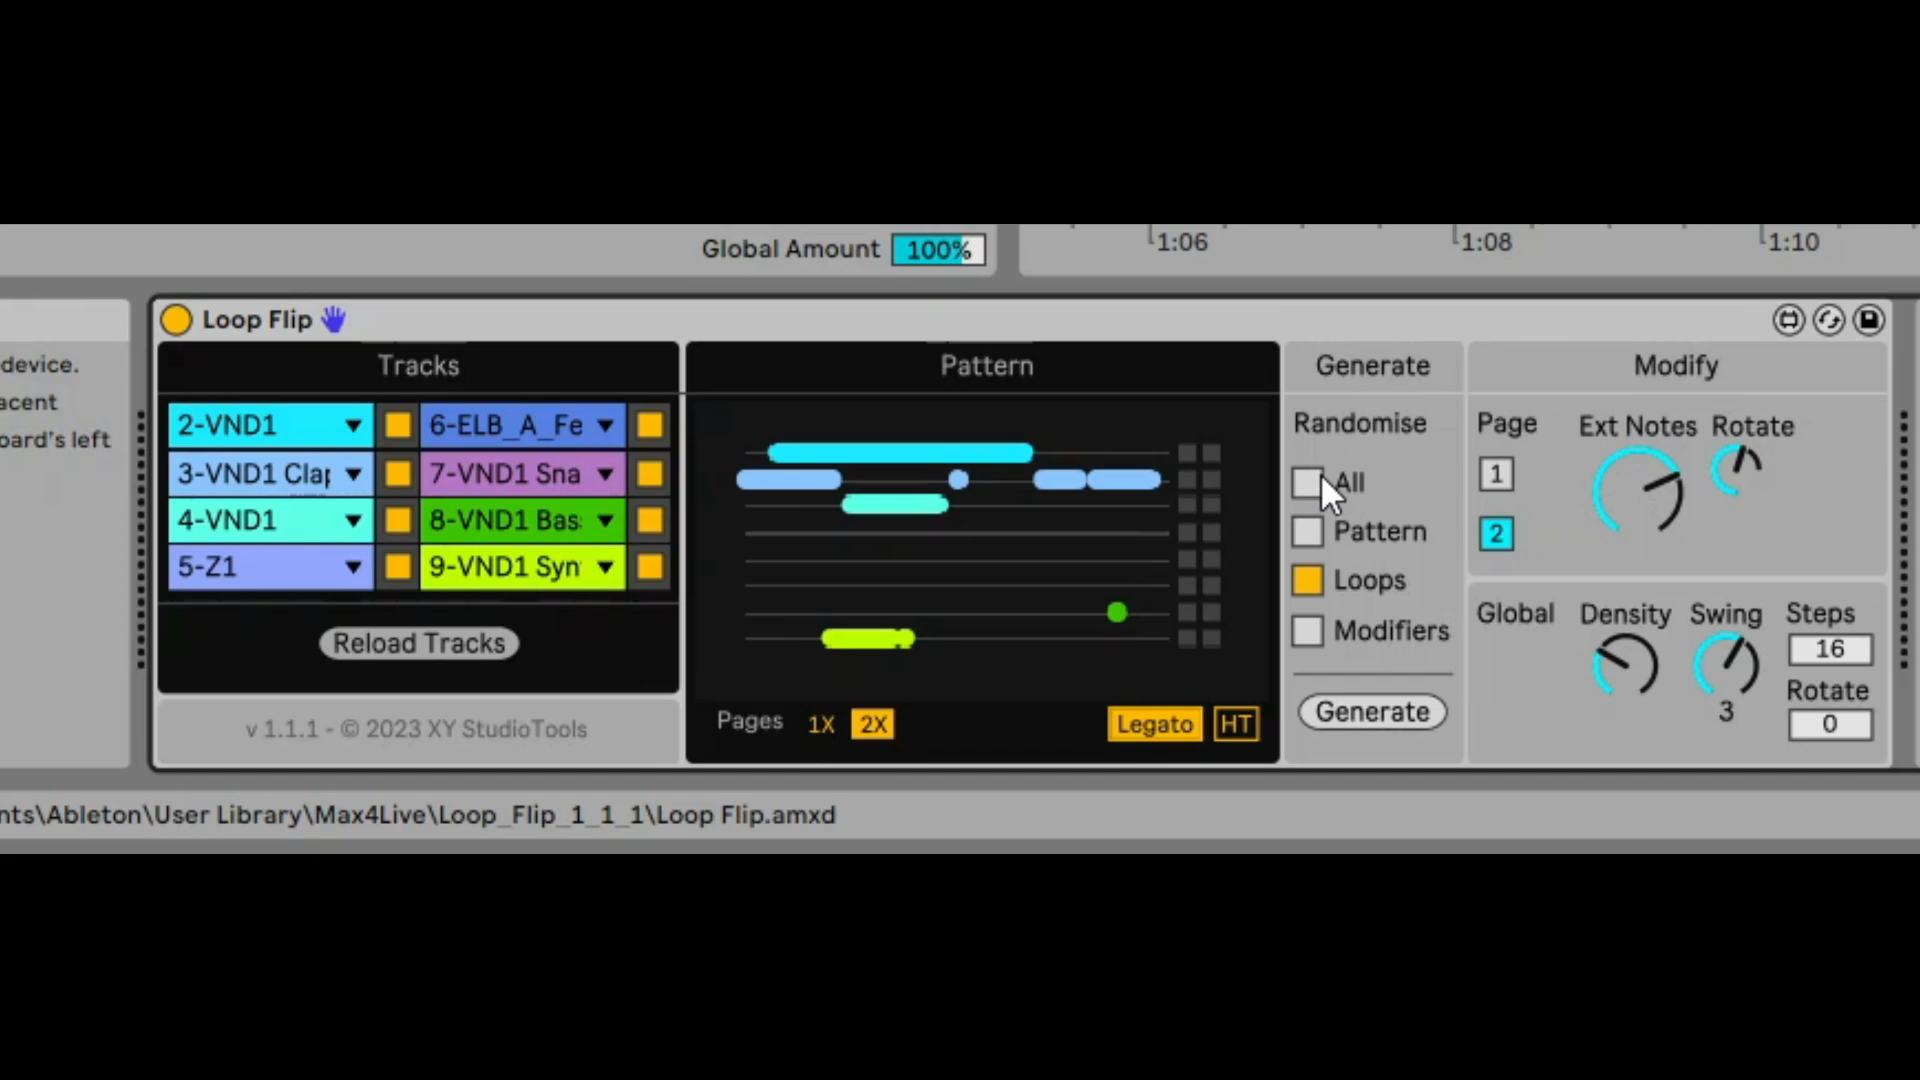 Global Amount 100%
1:06
1:08
1:10
device.
acent
oard's left
Loop Flip
Tracks
2-VND1
6-ELB_A_Fe
3-VND1 Clap
7-VND1 Sna
4-VND1
8-VND1 Bas
5-Z1
9-VND1 Syn
Reload Tracks
v 1.1.1 - © 2023 XY StudioTools
Pattern
Pages 1X 2X
Legato HT
Generate
Randomise
All
Pattern
Loops
Modifiers
Generate
Modify
Page
1
2
Ext Notes
Rotate
Global
Density
Swing
3
Steps
16
Rotate
0
nts\Ableton\User Library\Max4Live\Loop_Flip_1_1_1\Loop Flip.amxd